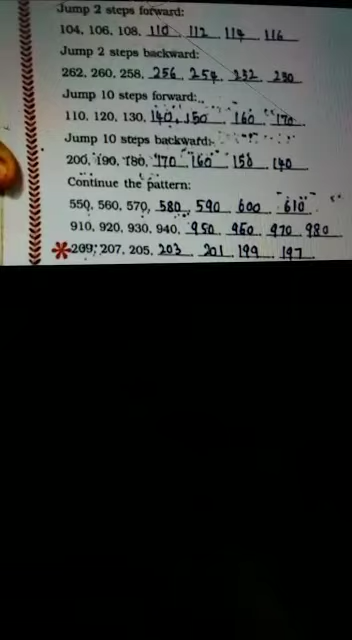 Jump 2 steps forward:
104, 106, 108, 110 112 114 116
Jump 2 steps backward:
262, 260, 258, 256 254 232 230
Jump 10 steps forward:
110, 120, 130, 140, 150 160 170
Jump 10 steps backward:
200, 190, 180, 170 160 150 140
Continue the pattern:
550, 560, 570, 580, 590 600 610
910, 920, 930, 940, 950 960 970 980
*209, 207, 205, 203 201 199 197